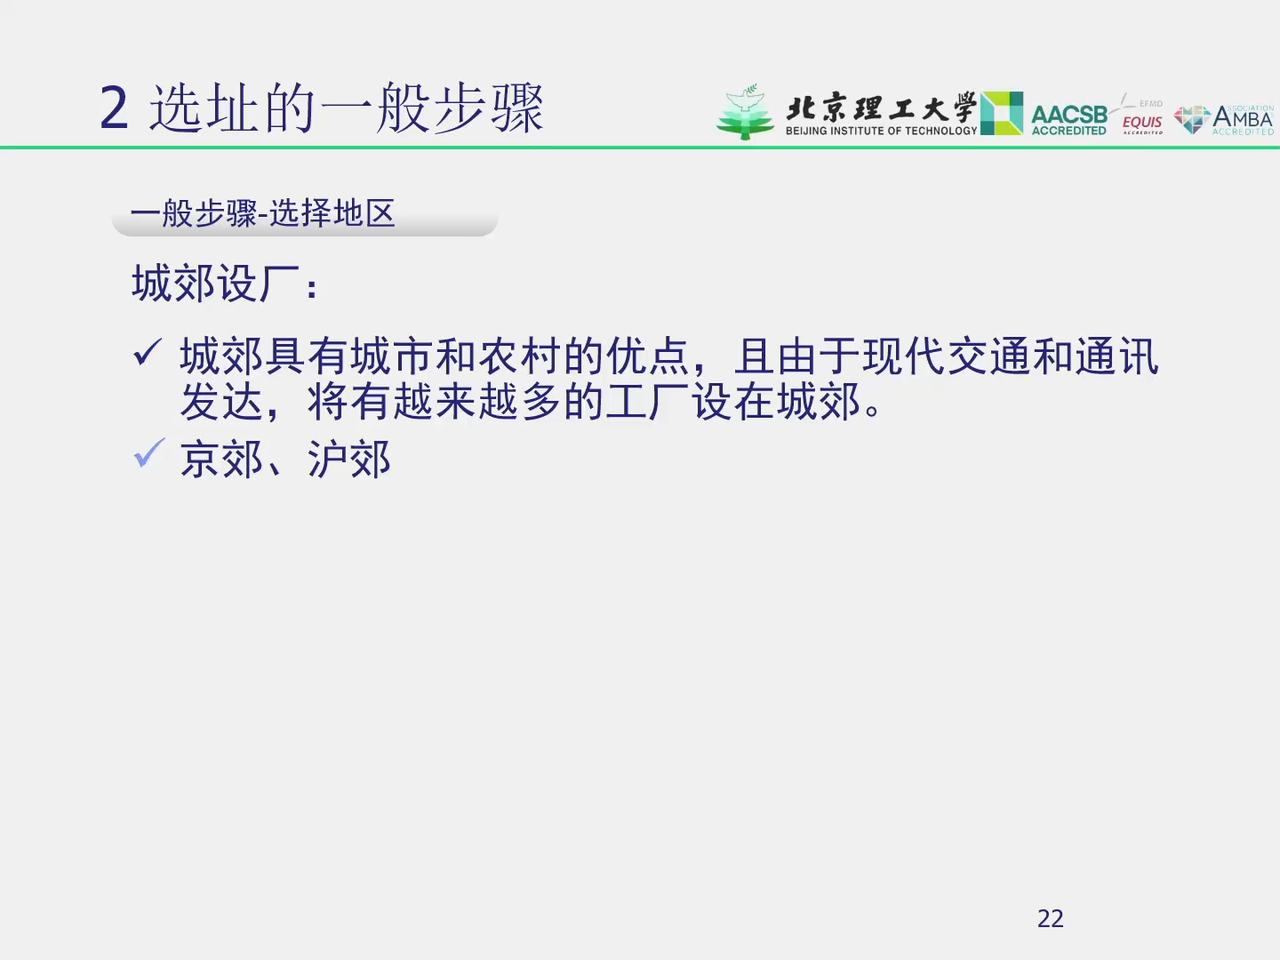 2 选址的一般步骤
北京理工大学
BEIJING INSTITUTE OF TECHNOLOGY
AACSB
ACCREDITED
EFMD
EQUIS
ACCREDITED
ASSOCIATION
AMBA
ACCREDITED
一般步骤-选择地区
城郊设厂：
城郊具有城市和农村的优点，且由于现代交通和通讯
发达，将有越来越多的工厂设在城郊。
京郊、沪郊
22